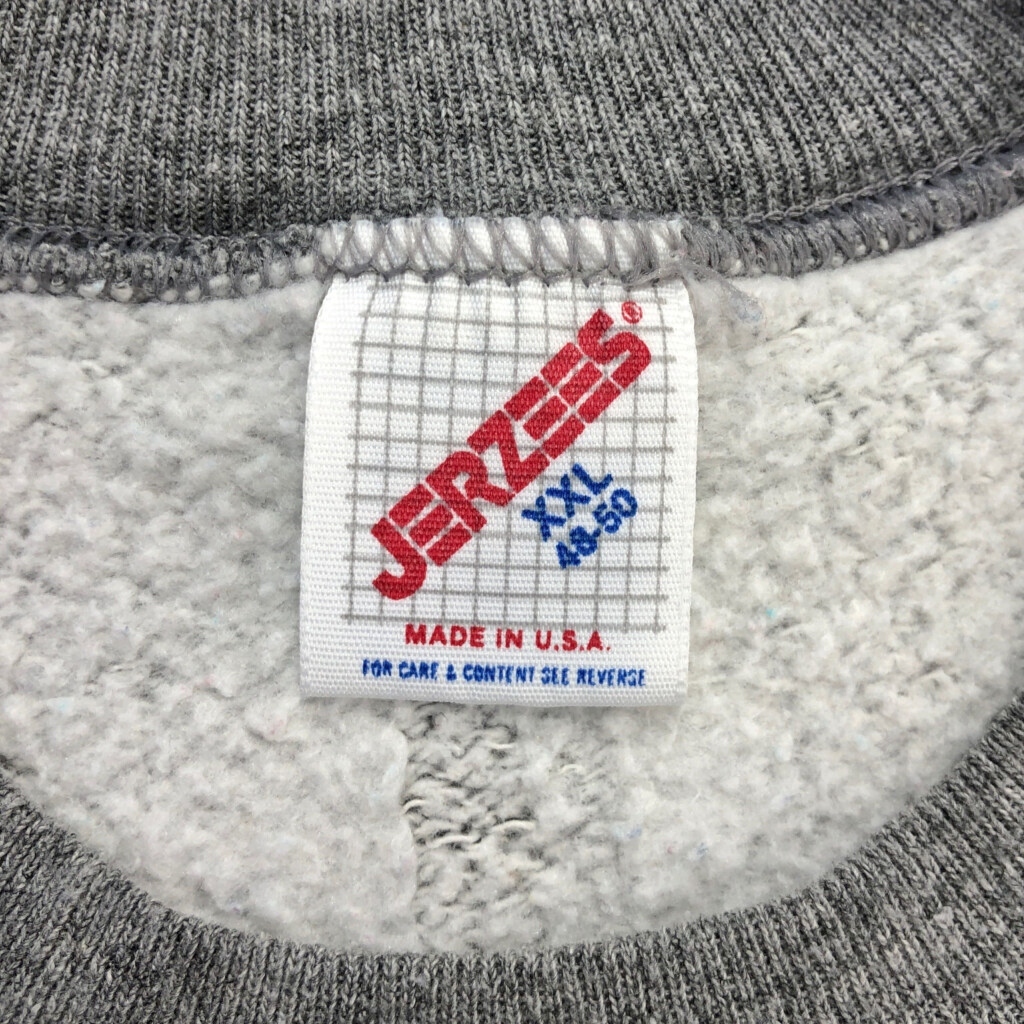 JERZEES®
XXL
48-50
MADE IN U.S.A.
FOR CARE & CONTENT SEE REVERSE